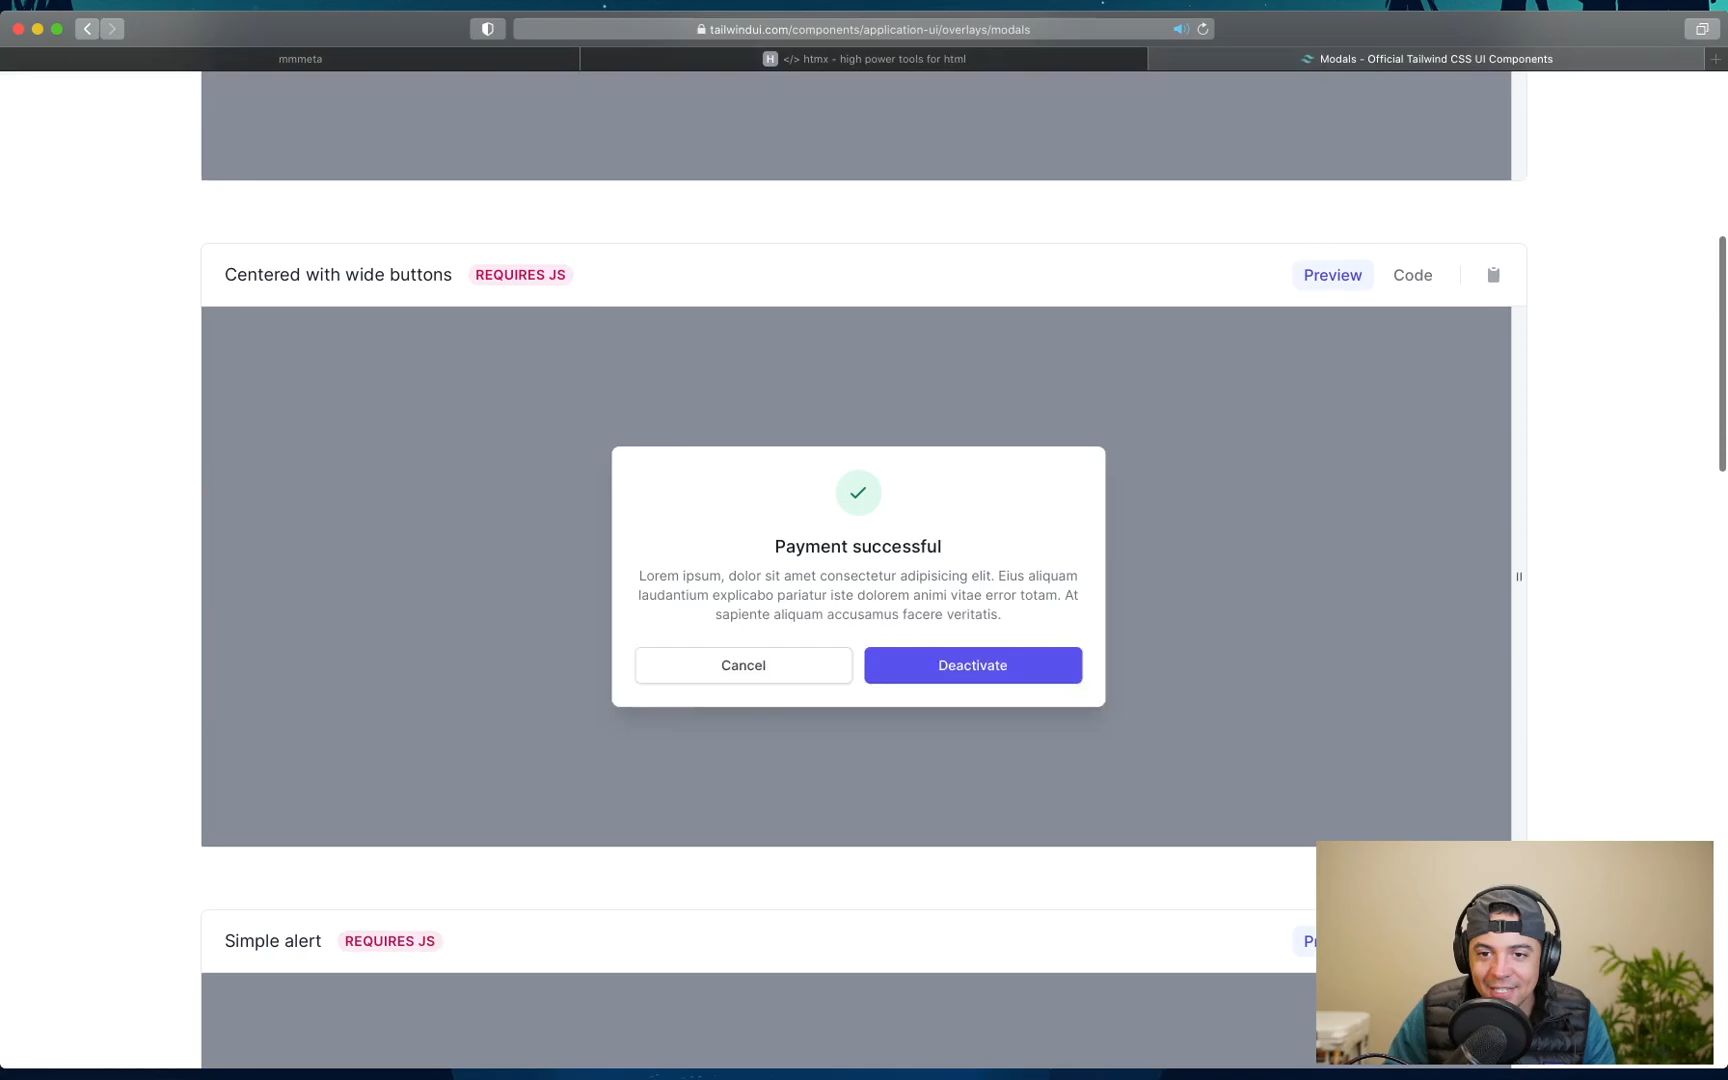 tailwindui.com/components/application-ui/overlays/modals
mmmeta
H </> htmx - high power tools for html
Modals - Official Tailwind CSS UI Components
Centered with wide buttons REQUIRES JS
Preview Code
Payment successful
Lorem ipsum, dolor sit amet consectetur adipisicing elit. Eius aliquam
laudantium explicabo pariatur iste dolorem animi vitae error totam. At
sapiente aliquam accusamus facere veritatis.
Cancel
Deactivate
Simple alert REQUIRES JS